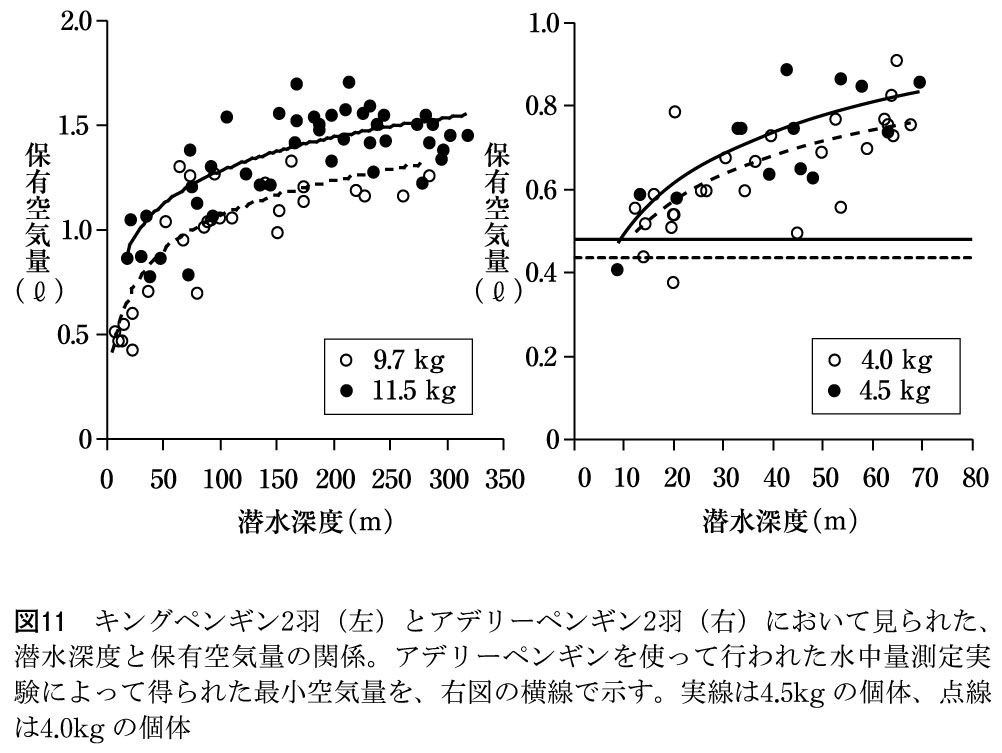 2.0
1.5
1.0
0.5
0
保有空気量
(ℓ)
9.7 kg
11.5 kg
0 50 100 150 200 250 300 350
潜水深度(m)
1.0
0.8
0.6
0.4
0.2
0
保有空気量
(ℓ)
4.0 kg
4.5 kg
0 10 20 30 40 50 60 70 80
潜水深度(m)
図11 キングペンギン2羽（左）とアデリーペンギン2羽（右）において見られた、
潜水深度と保有空気量の関係。アデリーペンギンを使って行われた水中量測定実
験によって得られた最小空気量を、右図の横線で示す。実線は4.5kg の個体、点線
は4.0kg の個体